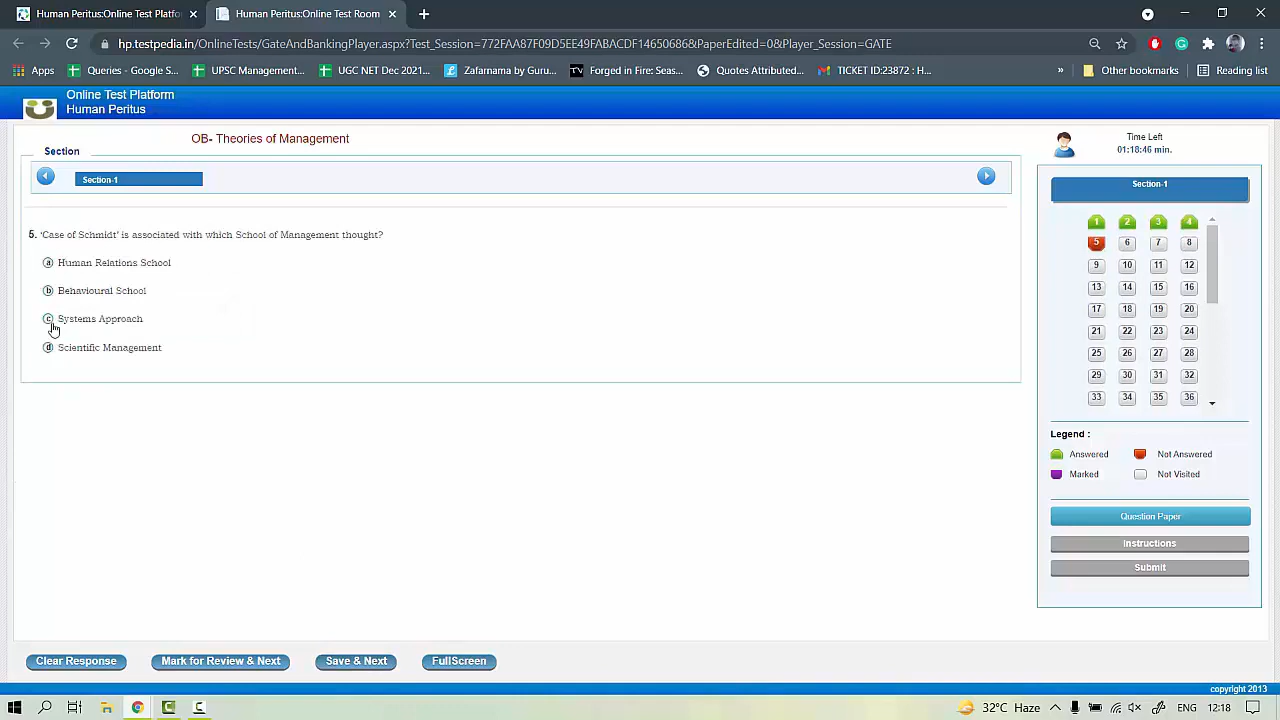 Human Peritus:Online Test Platfo
Human Peritus:Online Test Room
hp.testpedia.in/OnlineTests/GateAndBankingPlayer.aspx?Test_Session=772FAA87F09D5EE49FABACDF14650686&PaperEdited=0&Player_Session=GATE
Apps
Queries– Google S...
UPSC Management...
UGC NET Dec 2021...
Zafarnama by Guru...
Forged in Fire: Seas...
Quotes Attributed...
TICKET ID:23872 : H...
»
Other bookmarks
Reading list
Online Test Platform
Human Peritus
OB- Theories of Management
Time Left
01:18:46 min.
Section
Section-1
Section-1
5. 'Case of Schmidt' is associated with which School of Management thought?
a Human Relations School
b Behavioural School
c Systems Approach
d Scientific Management
1 2 3 4
5 6 7 8
9 10 11 12
13 14 15 16
17 18 19 20
21 22 23 24
25 26 27 28
29 30 31 32
33 34 35 36
Legend :
Answered
Not Answered
Marked
Not Visited
Question Paper
Instructions
Submit
Clear Response
Mark for Review & Next
Save & Next
FullScreen
copyright 2013
32°C Haze
ENG
12:18